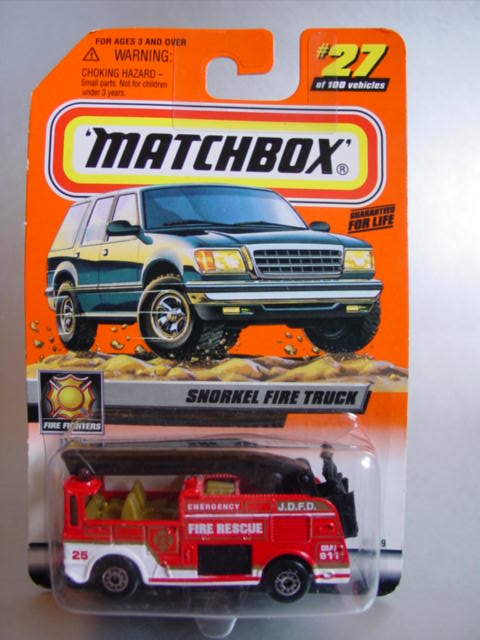 FOR AGES 3 AND OVER
WARNING:
CHOKING HAZARD –
Small parts. Not for children
under 3 years.
#27
of 100 vehicles
'MATCHBOX'®
GUARANTEED
FOR LIFE
SNORKEL FIRE TRUCK
FIRE FIGHTERS
EMERGENCY
J.D.F.D.
FIRE RESCUE
25
911
9